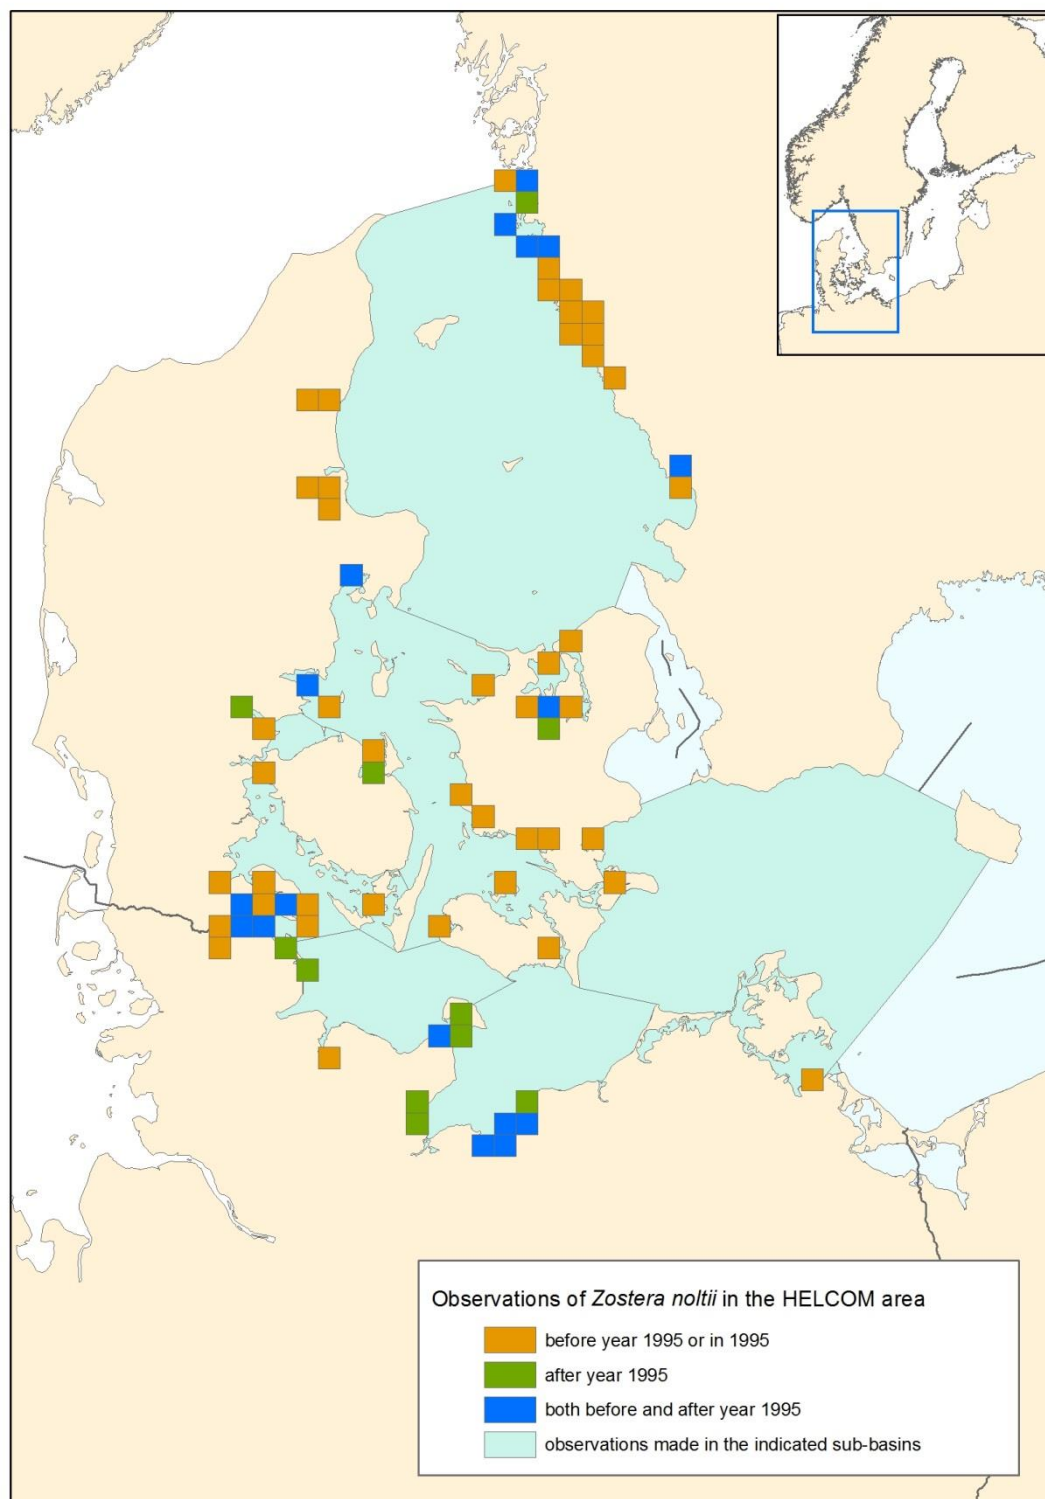 Observations of Zostera noltii in the HELCOM area
before year 1995 or in 1995
after year 1995
both before and after year 1995
observations made in the indicated sub-basins